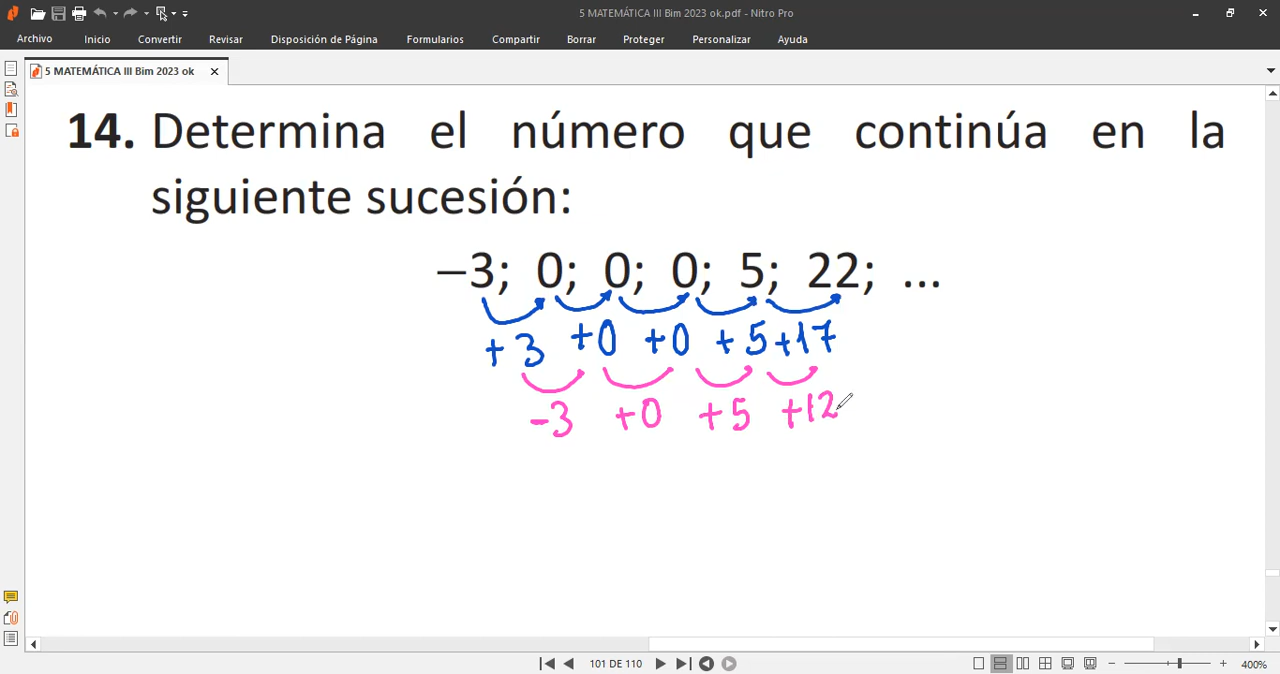 5 MATEMÁTICA III Bim 2023 ok.pdf - Nitro Pro
Archivo Inicio Convertir Revisar Disposición de Página Formularios Compartir Borrar Proteger Personalizar Ayuda
5 MATEMÁTICA III Bim 2023 ok
14. Determina el número que continúa en la
siguiente sucesión:
−3; 0; 0; 0; 5; 22; ...
+3 +0 +0 +5 +17
-3 +0 +5 +12
101 DE 110
400%